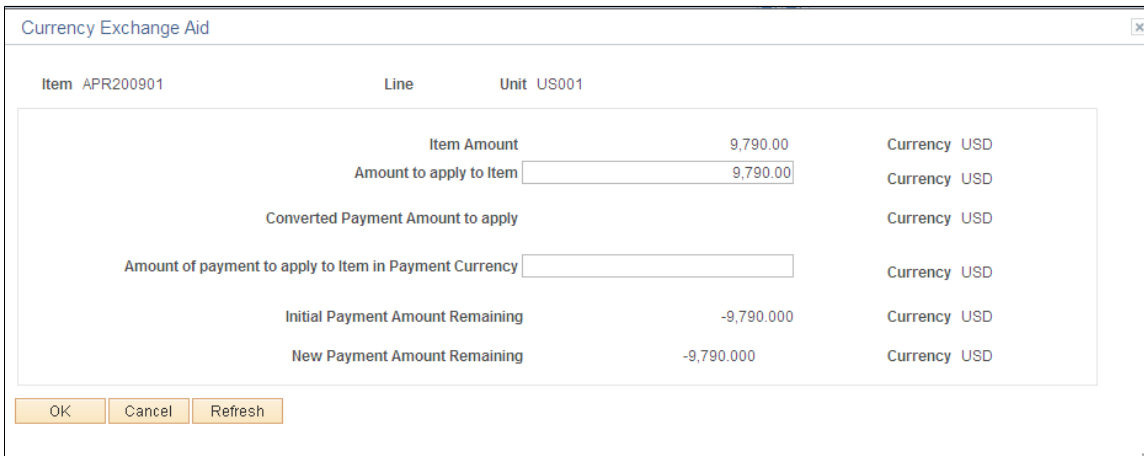 Currency Exchange Aid
Item APR200901 Line Unit US001
Item Amount 9,790.00 Currency USD
Amount to apply to Item 9,790.00 Currency USD
Converted Payment Amount to apply Currency USD
Amount of payment to apply to Item in Payment Currency Currency USD
Initial Payment Amount Remaining -9,790.000 Currency USD
New Payment Amount Remaining -9,790.000 Currency USD
OK Cancel Refresh